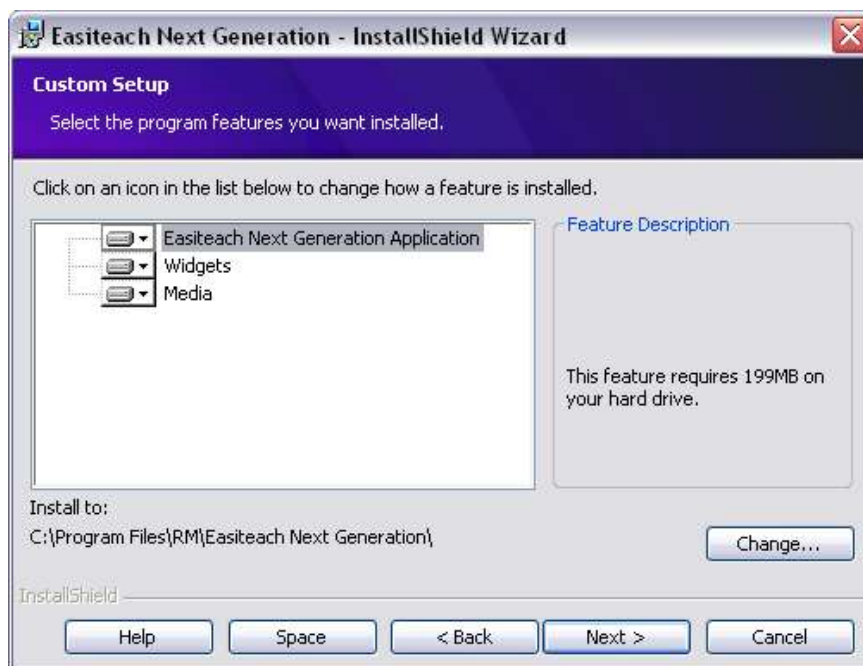 Easiteach Next Generation - InstallShield Wizard
Custom Setup
Select the program features you want installed.
Click on an icon in the list below to change how a feature is installed.
Easiteach Next Generation Application
Widgets
Media
Feature Description
This feature requires 199MB on
your hard drive.
Install to:
C:\Program Files\RM\Easiteach Next Generation\
Change...
InstallShield
Help
Space
< Back
Next >
Cancel